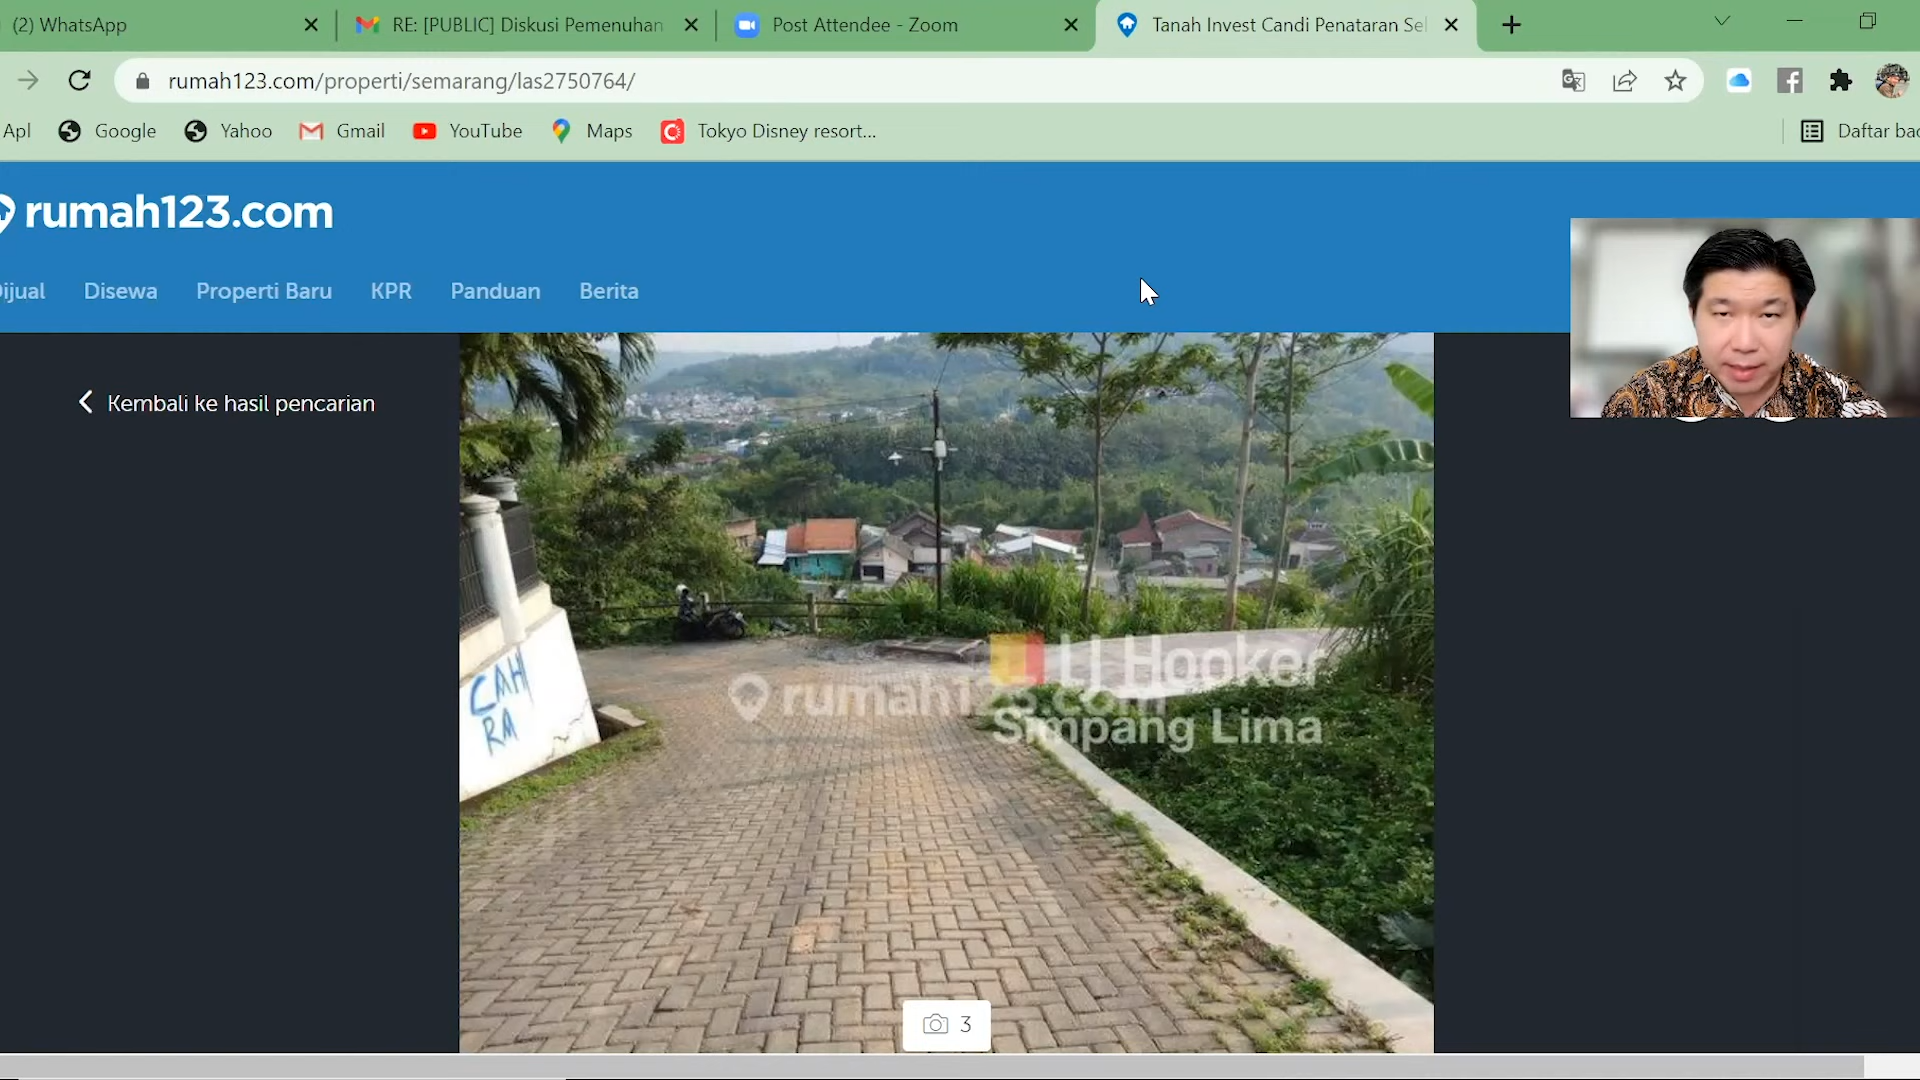 (2) WhatsApp
RE: [PUBLIC] Diskusi Pemenuhan
Post Attendee - Zoom
Tanah Invest Candi Penataran Sel
rumah123.com/properti/semarang/las2750764/
Apl
Google
Yahoo
Gmail
YouTube
Maps
Tokyo Disney resort...
Daftar bac
rumah123.com
Dijual
Disewa
Properti Baru
KPR
Panduan
Berita
Kembali ke hasil pencarian
CAH
RA
LJ Hooker
rumah123.com
Simpang Lima
3